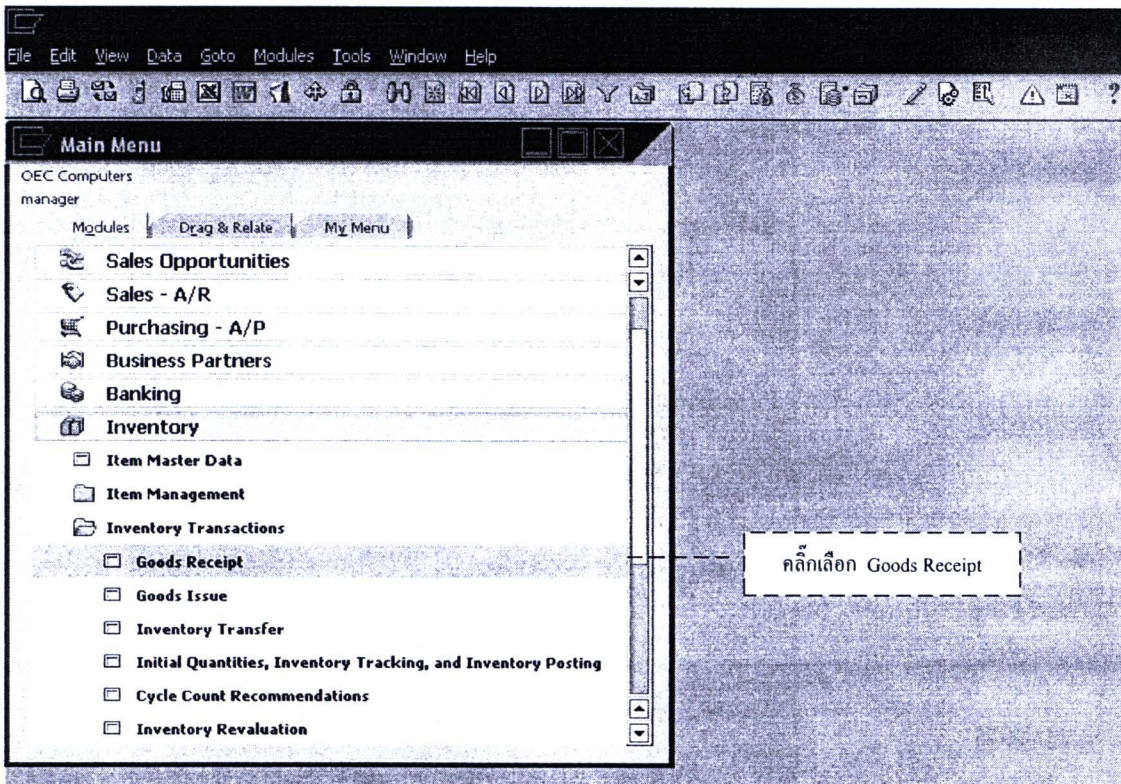 File Edit View Data Goto Modules Tools Window Help
Main Menu
OEC Computers
manager
Modules Drag & Relate My Menu
Sales Opportunities
Sales - A/R
Purchasing - A/P
Business Partners
Banking
Inventory
Item Master Data
Item Management
Inventory Transactions
Goods Receipt
คลิ๊กเลือก Goods Receipt
Goods Issue
Inventory Transfer
Initial Quantities, Inventory Tracking, and Inventory Posting
Cycle Count Recommendations
Inventory Revaluation